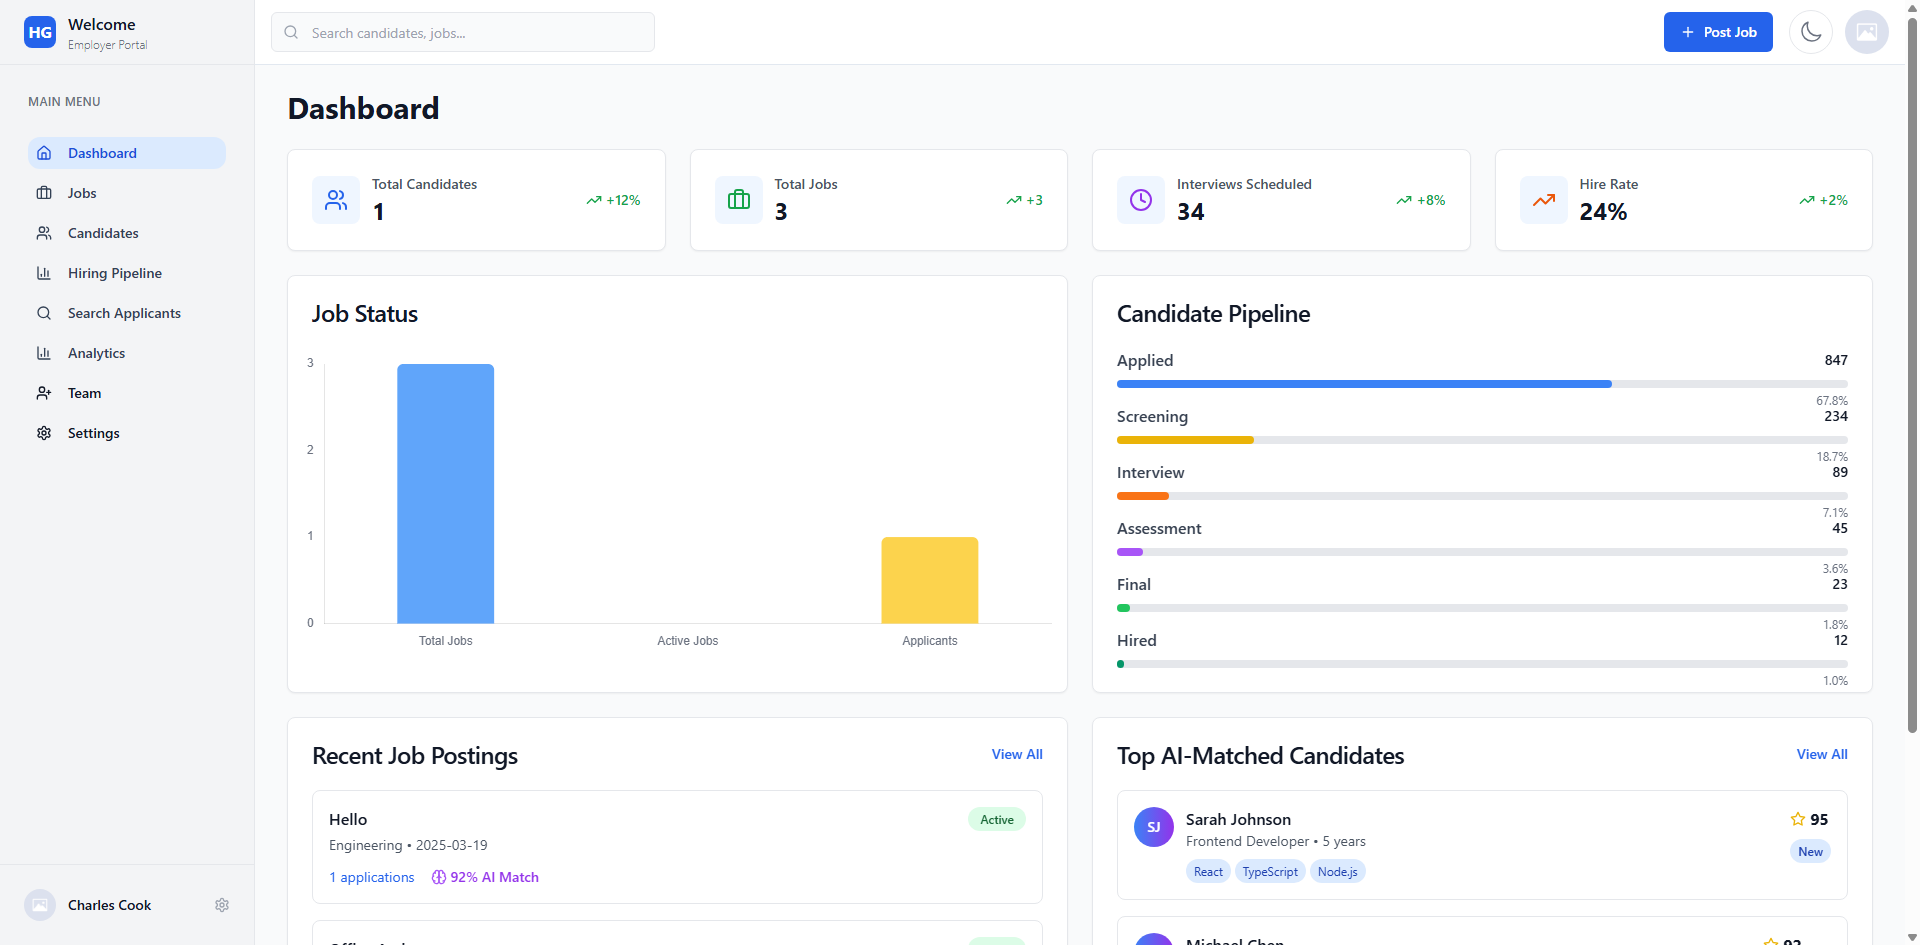 HG
Welcome
Employer Portal
Search candidates, jobs...
Post Job
MAIN MENU
Dashboard
Jobs
Candidates
Hiring Pipeline
Search Applicants
Analytics
Team
Settings
Charles Cook
Dashboard
Total Candidates
1
+12%
Total Jobs
3
+3
Interviews Scheduled
34
+8%
Hire Rate
24%
+2%
Job Status
3
2
1
0
Total Jobs
Active Jobs
Applicants
Candidate Pipeline
Applied
847
67.8%
Screening
234
18.7%
Interview
89
7.1%
Assessment
45
3.6%
Final
23
1.8%
Hired
12
1.0%
Recent Job Postings
View All
Hello
Active
Engineering • 2025-03-19
1 applications
92% AI Match
Top AI-Matched Candidates
View All
SJ
Sarah Johnson
95
Frontend Developer • 5 years
New
React
TypeScript
Node.js
Michael Chen
92